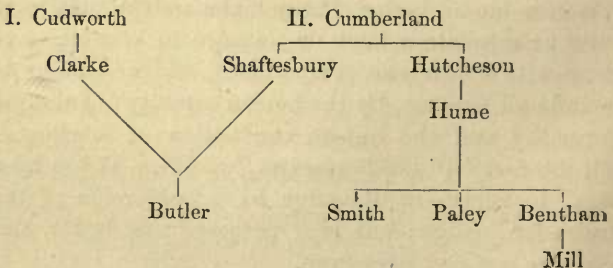 I. Cudworth II. Cumberland
Clarke Shaftesbury Hutcheson
Hume
Butler Smith Paley Bentham
Mill